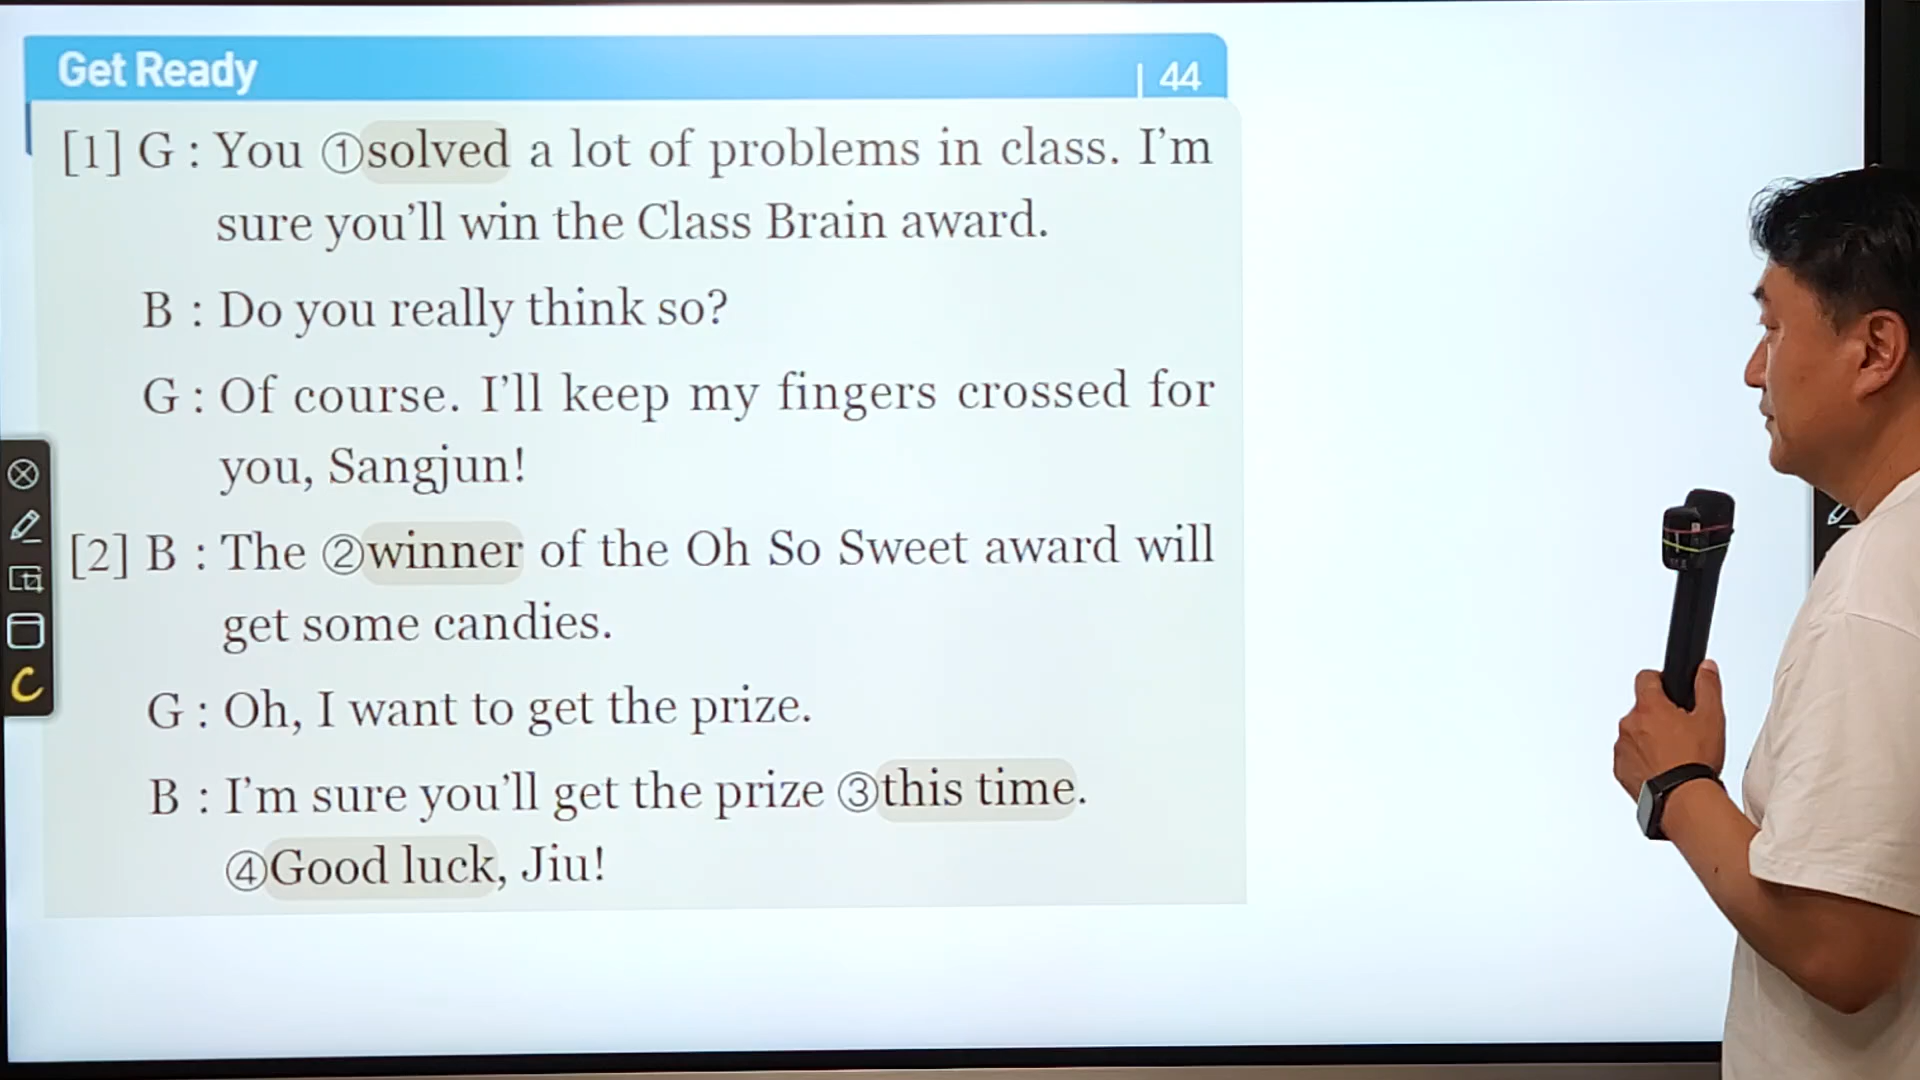 Get Ready
| 44
[1] G : You ①solved a lot of problems in class. I’m
sure you’ll win the Class Brain award.
B : Do you really think so?
G : Of course. I’ll keep my fingers crossed for
you, Sangjun!
[2] B : The ②winner of the Oh So Sweet award will
get some candies.
G : Oh, I want to get the prize.
B : I’m sure you’ll get the prize ③this time.
④Good luck, Jiu!